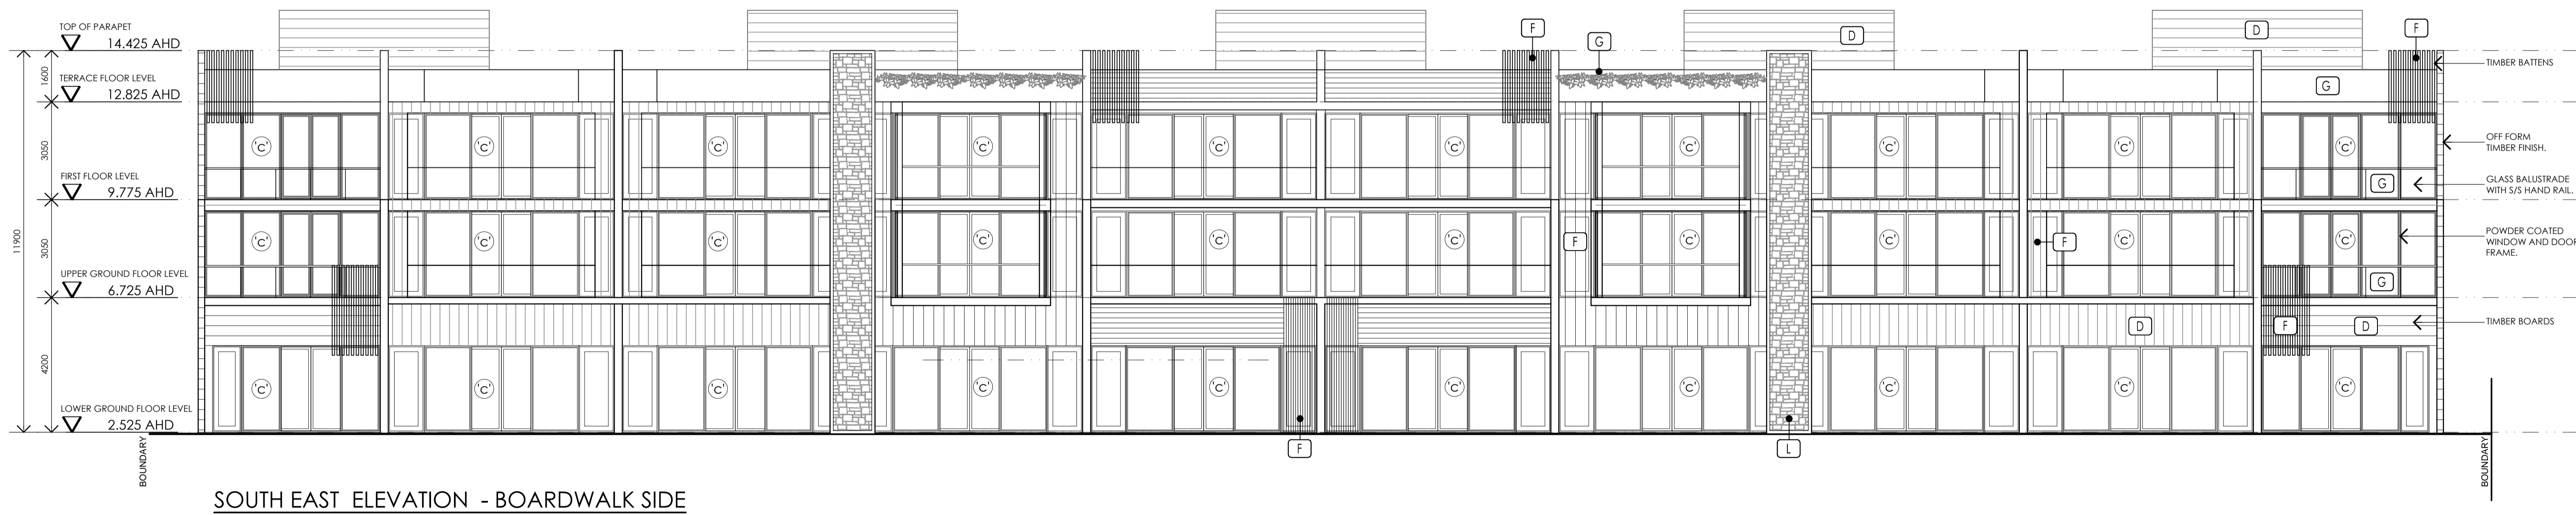 TOP OF PARAPET
14.425 AHD
1600
TERRACE FLOOR LEVEL
12.825 AHD
3050
FIRST FLOOR LEVEL
9.775 AHD
11900
3050
UPPER GROUND FLOOR LEVEL
6.725 AHD
4200
LOWER GROUND FLOOR LEVEL
2.525 AHD
BOUNDARY
F
G
D
D
F
G
'C' 'C' 'C' 'C' 'C' 'C' 'C' 'C' 'C' 'C'
G
'C' 'C' 'C' 'C' 'C' 'C' F 'C' 'C' F 'C' 'C'
G
D F D
'C' 'C' 'C' 'C' 'C' 'C' 'C' 'C' 'C' 'C'
F
L
TIMBER BATTENS
OFF FORM
TIMBER FINISH.
GLASS BALUSTRADE
WITH S/S HAND RAIL.
POWDER COATED
WINDOW AND DOOR
FRAME.
TIMBER BOARDS
BOUNDARY
SOUTH EAST ELEVATION - BOARDWALK SIDE